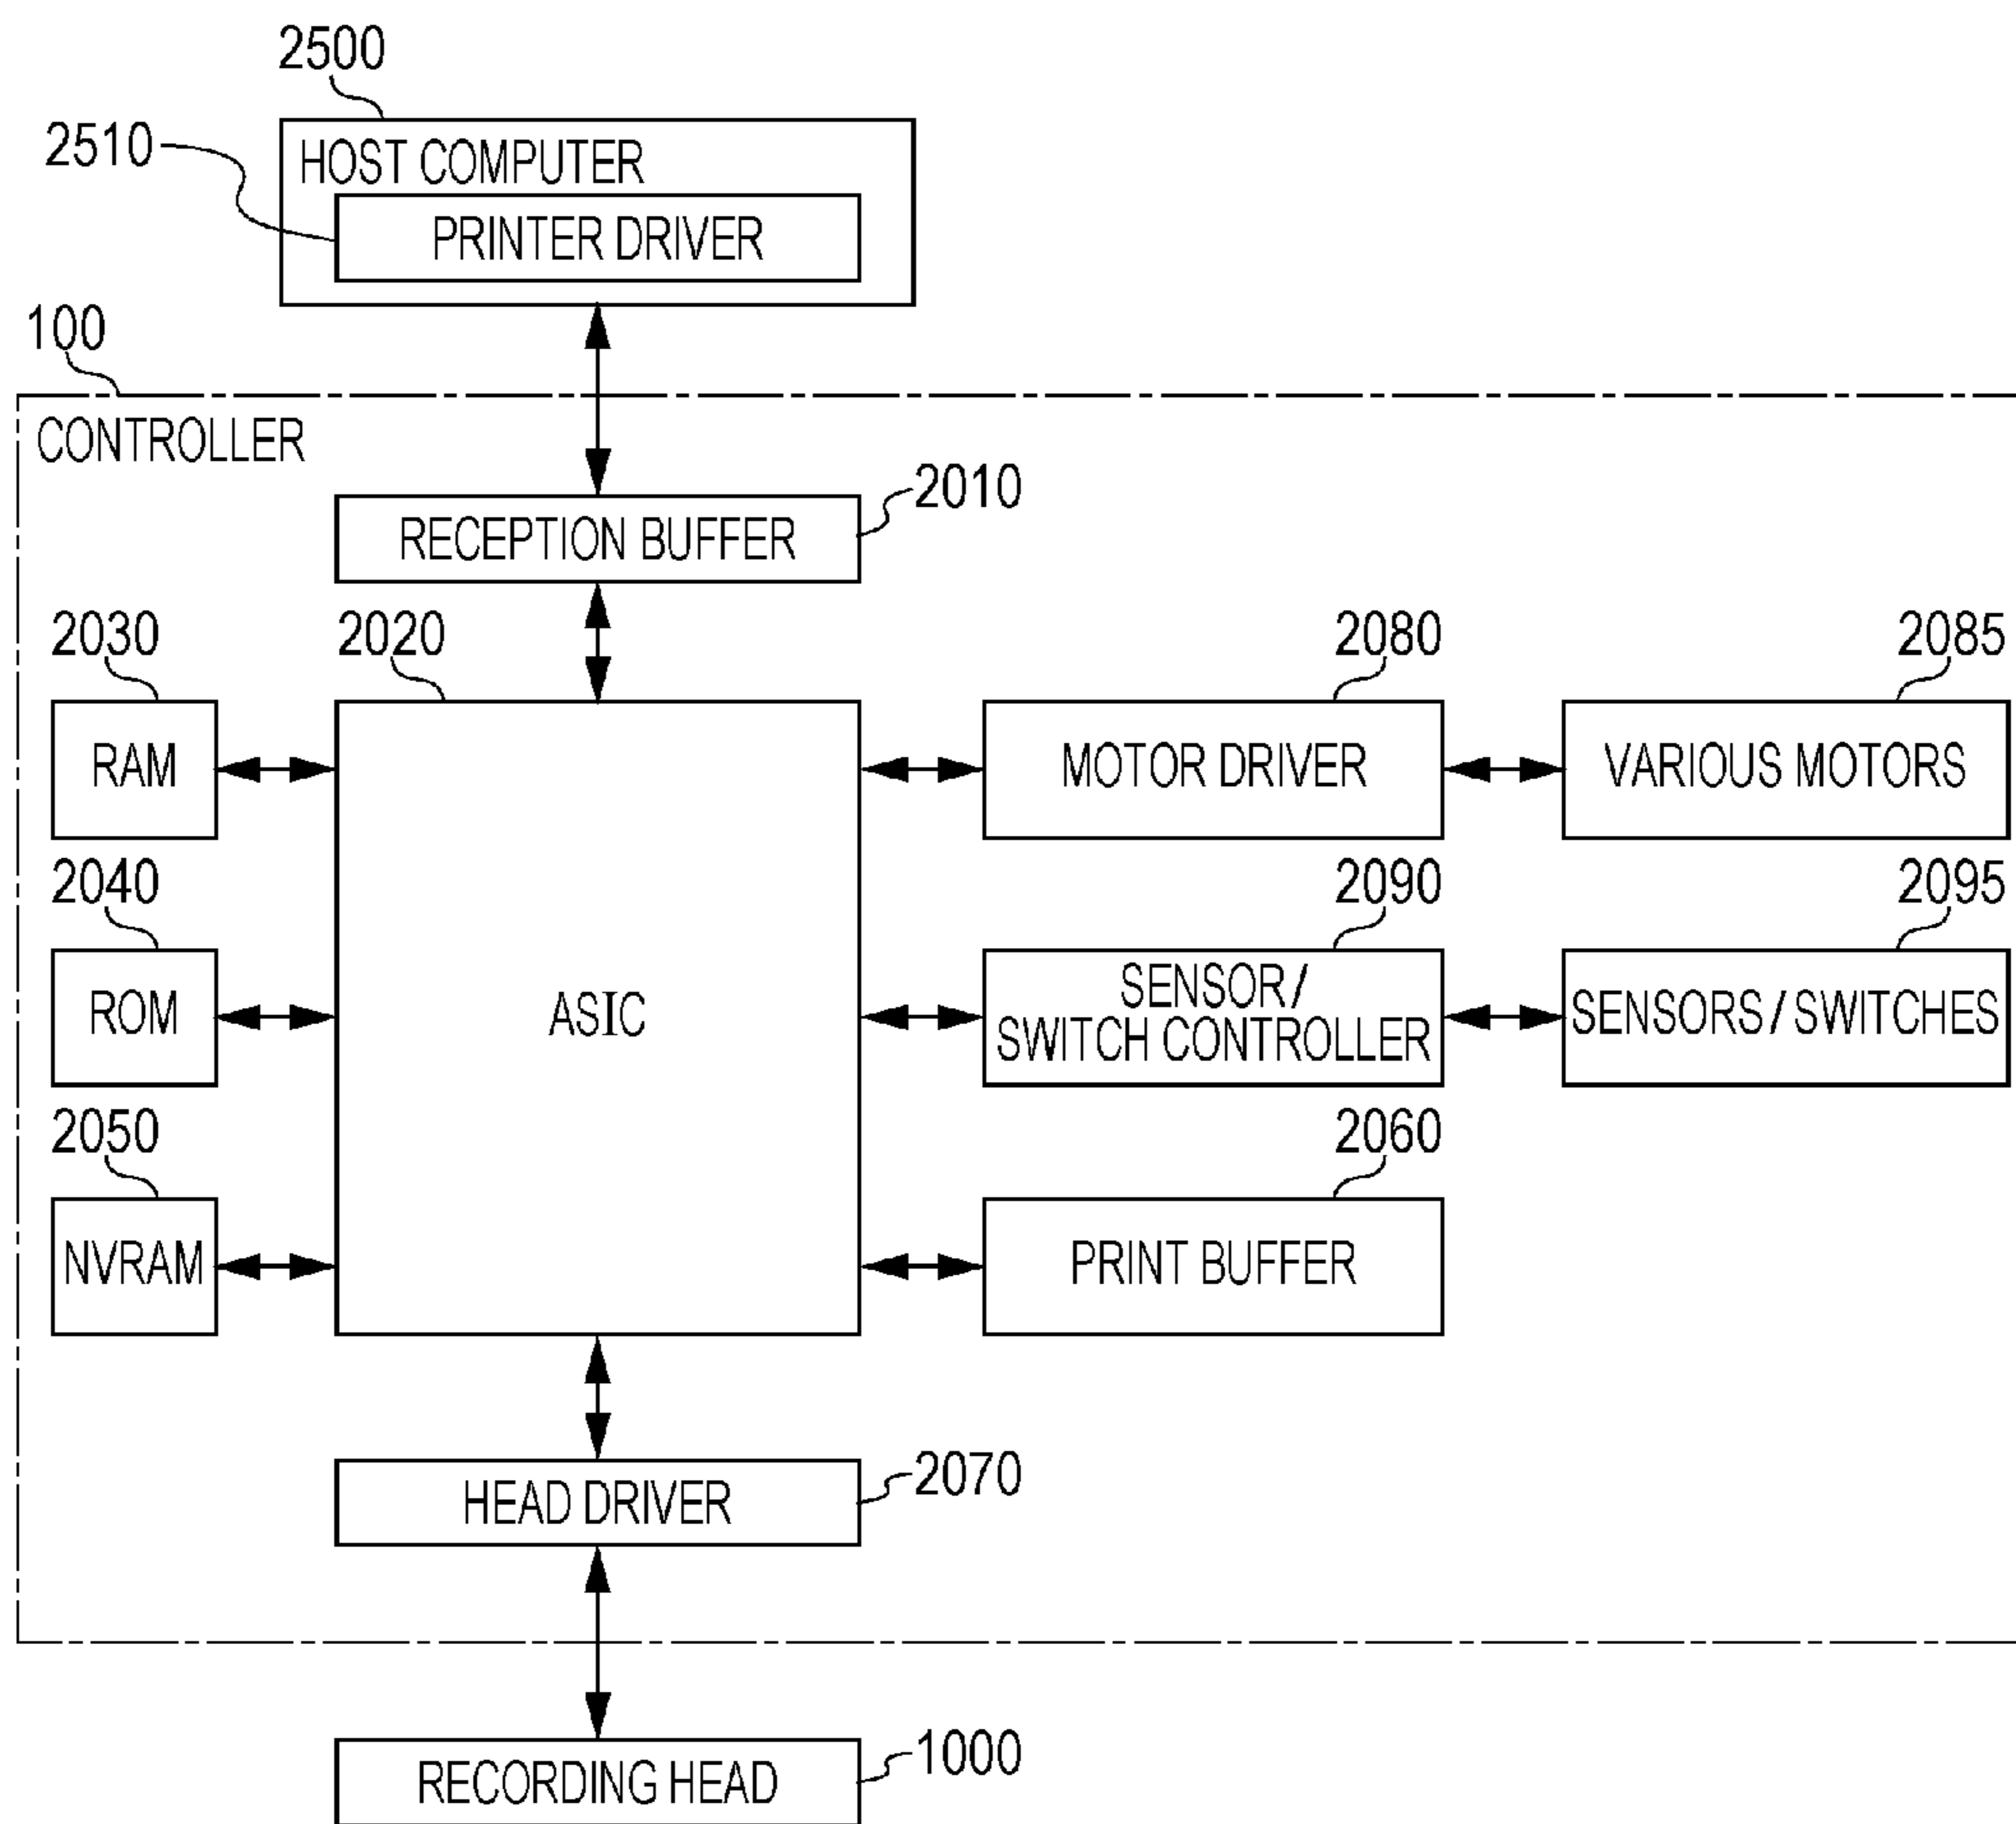 2500
2510
HOST COMPUTER
PRINTER DRIVER
100
CONTROLLER
2010
RECEPTION BUFFER
2030
2020
2080
2085
RAM
MOTOR DRIVER
VARIOUS MOTORS
2040
2090
2095
ROM
ASIC
SENSOR/
SWITCH CONTROLLER
SENSORS / SWITCHES
2050
2060
NVRAM
PRINT BUFFER
2070
HEAD DRIVER
1000
RECORDING HEAD